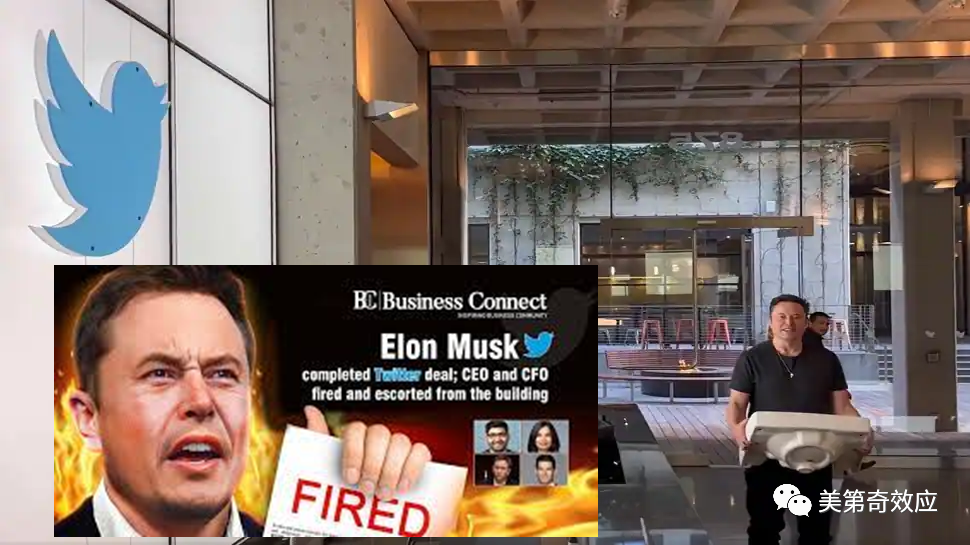 875
BC Business Connect
INSPIRING BUSINESS COMMUNITY
Elon Musk
completed Twitter deal; CEO and CFO
fired and escorted from the building
FIRED
美第奇效应